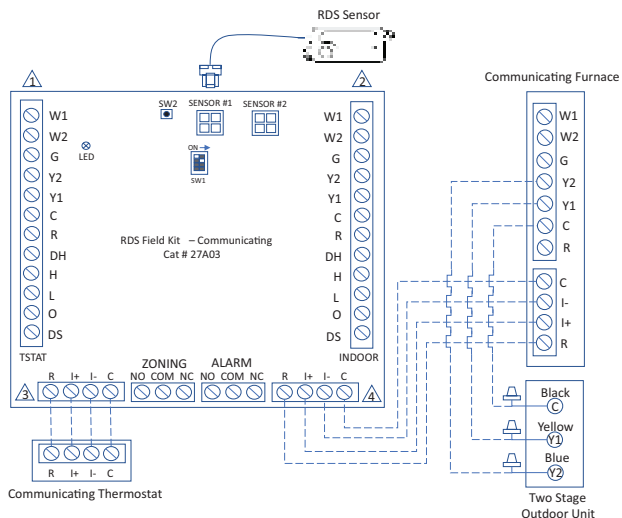 RDS Sensor
1
2
Communicating Furnace
SW2
SENSOR #1
SENSOR #2
LED
ON
SW1
W1
W2
G
Y2
Y1
C
R
DH
H
L
O
DS
TSTAT
RDS Field Kit – Communicating
Cat # 27A03
W1
W2
G
Y2
Y1
C
R
DH
H
L
O
DS
INDOOR
W1
W2
G
Y2
Y1
C
R
C
I-
I+
R
3
R I+ I- C
ZONING
NO COM NC
ALARM
NO COM NC
R I+ I- C
4
R I+ I- C
Communicating Thermostat
Black
C
Yellow
Y1
Blue
Y2
Two Stage
Outdoor Unit